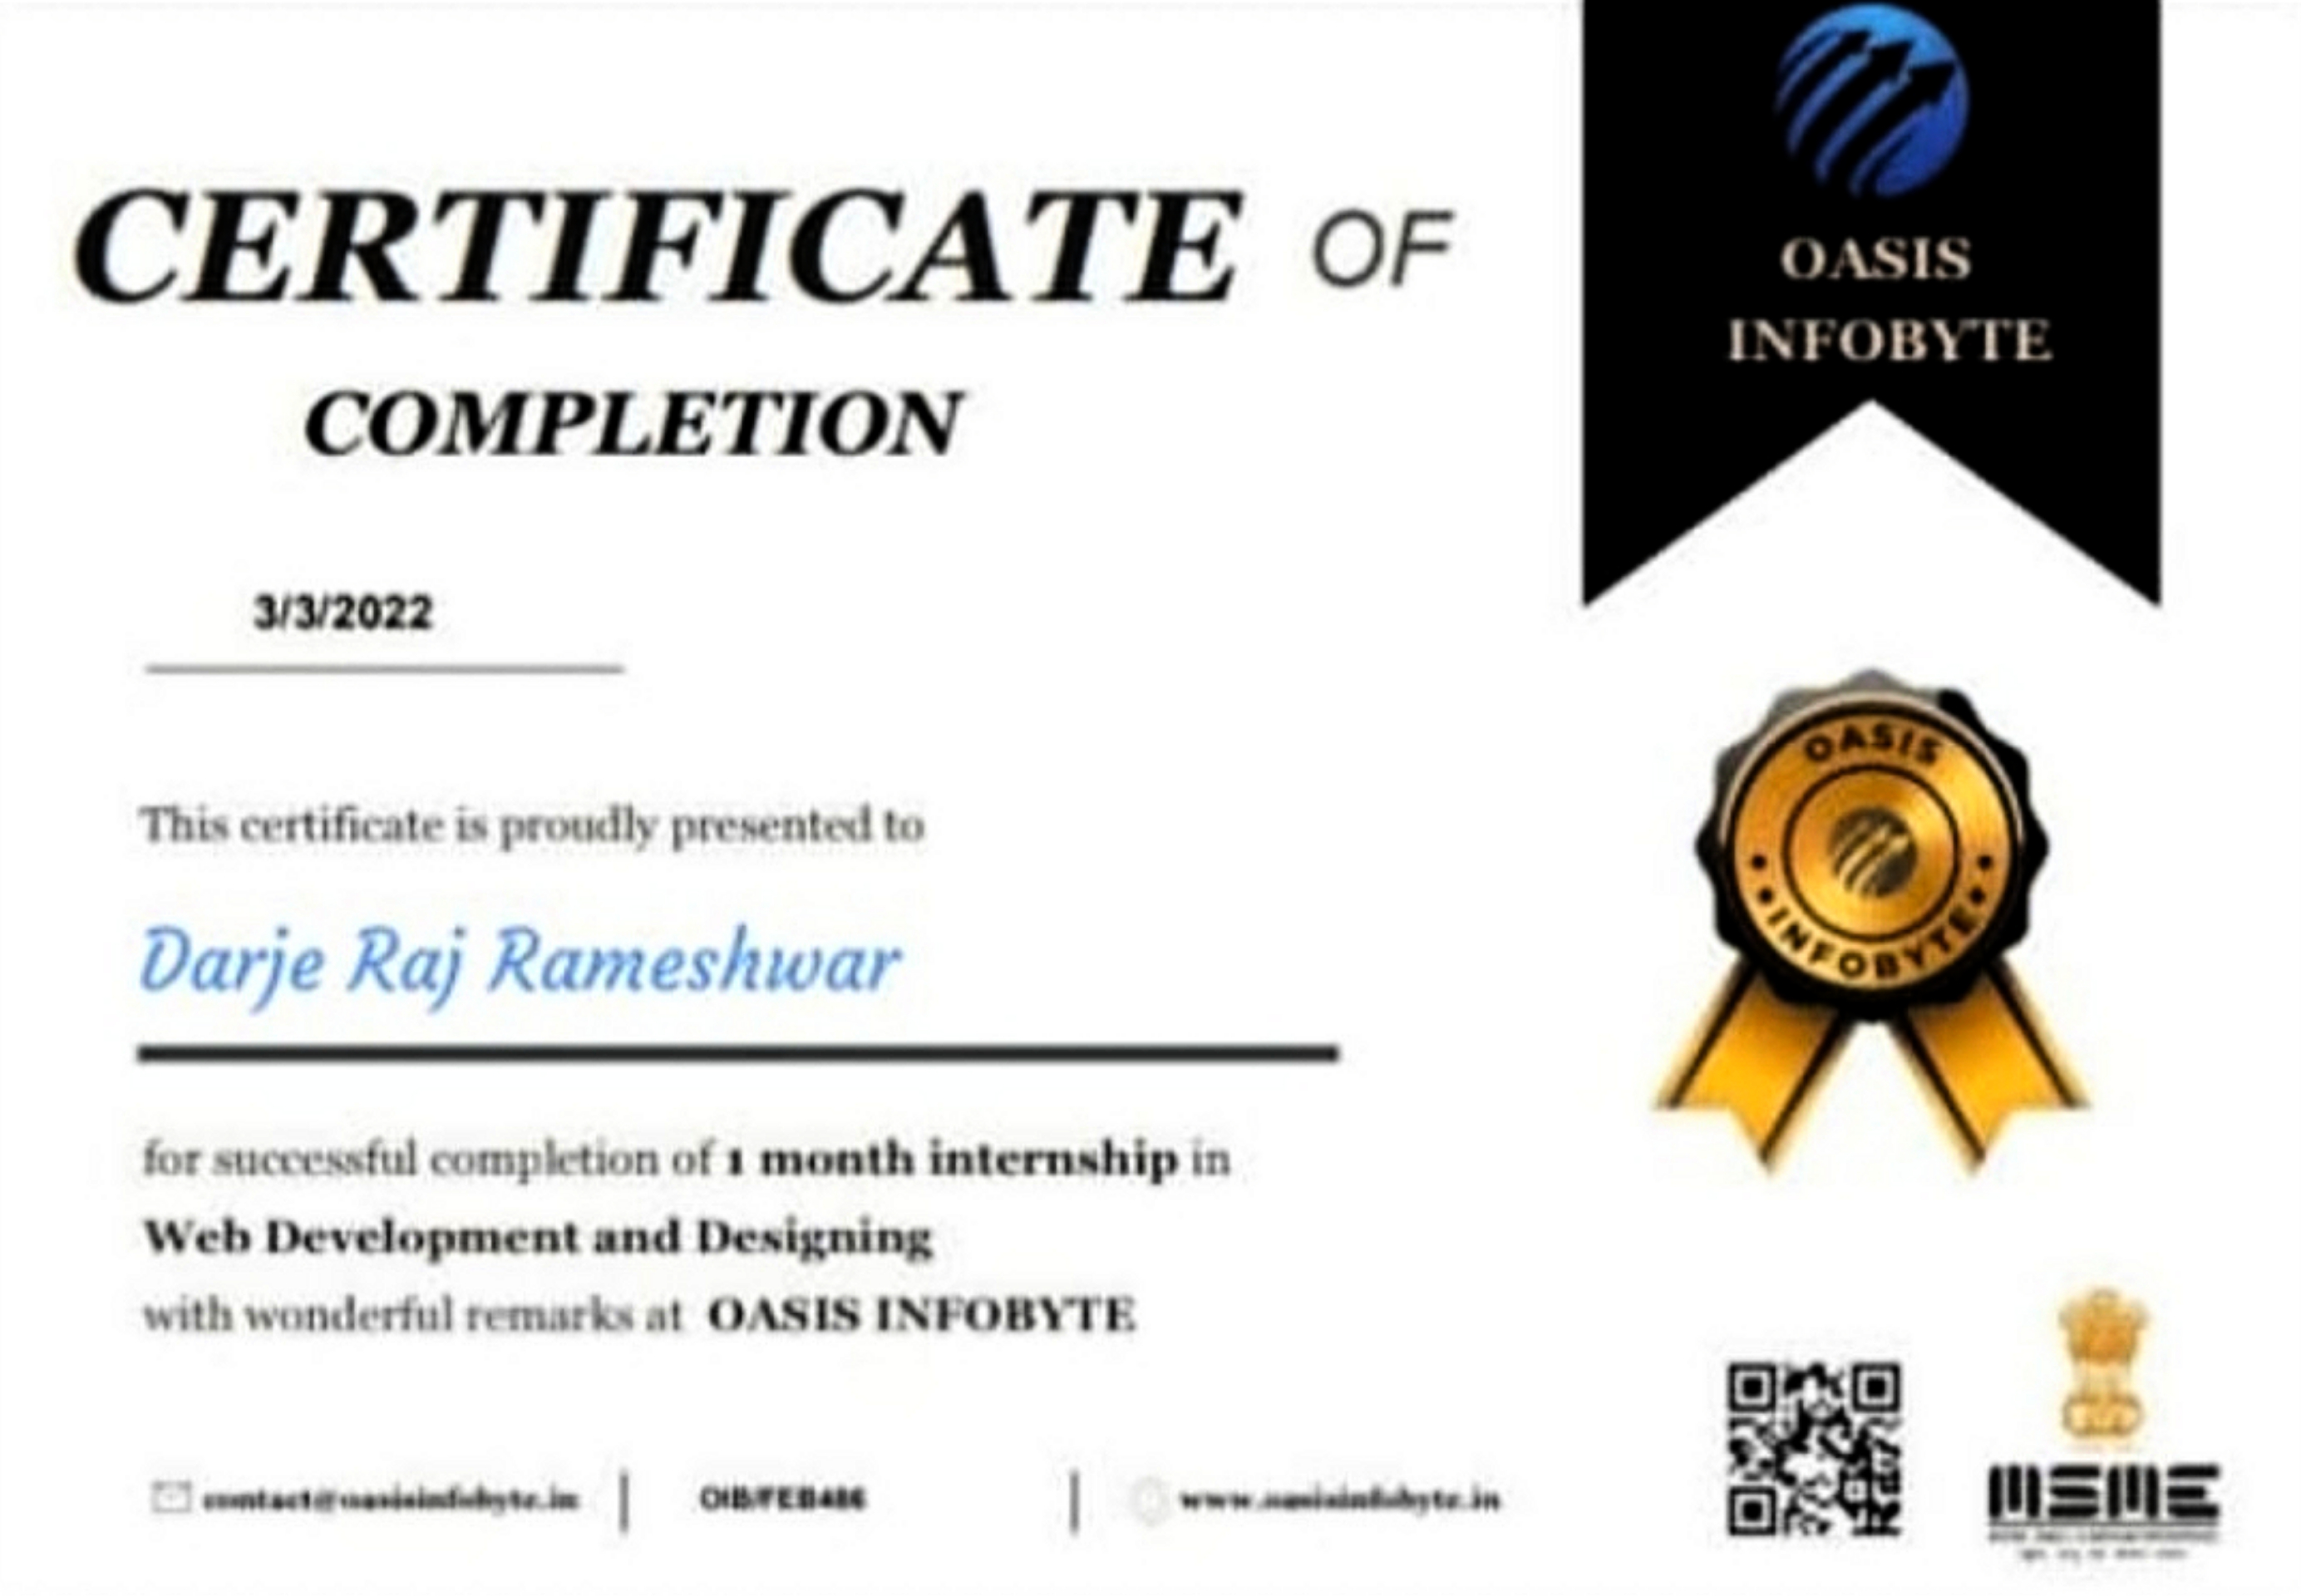 CERTIFICATE OF
COMPLETION
OASIS
INFOBYTE
3/3/2022
This certificate is proudly presented to
Darje Raj Rameshwar
OASIS
INFOBYTE
for successful completion of 1 month internship in
Web Development and Designing
with wonderful remarks at OASIS INFOBYTE
contact@oasisinfobyte.in
OIB/FEB486
www.oasisinfobyte.in
MSME